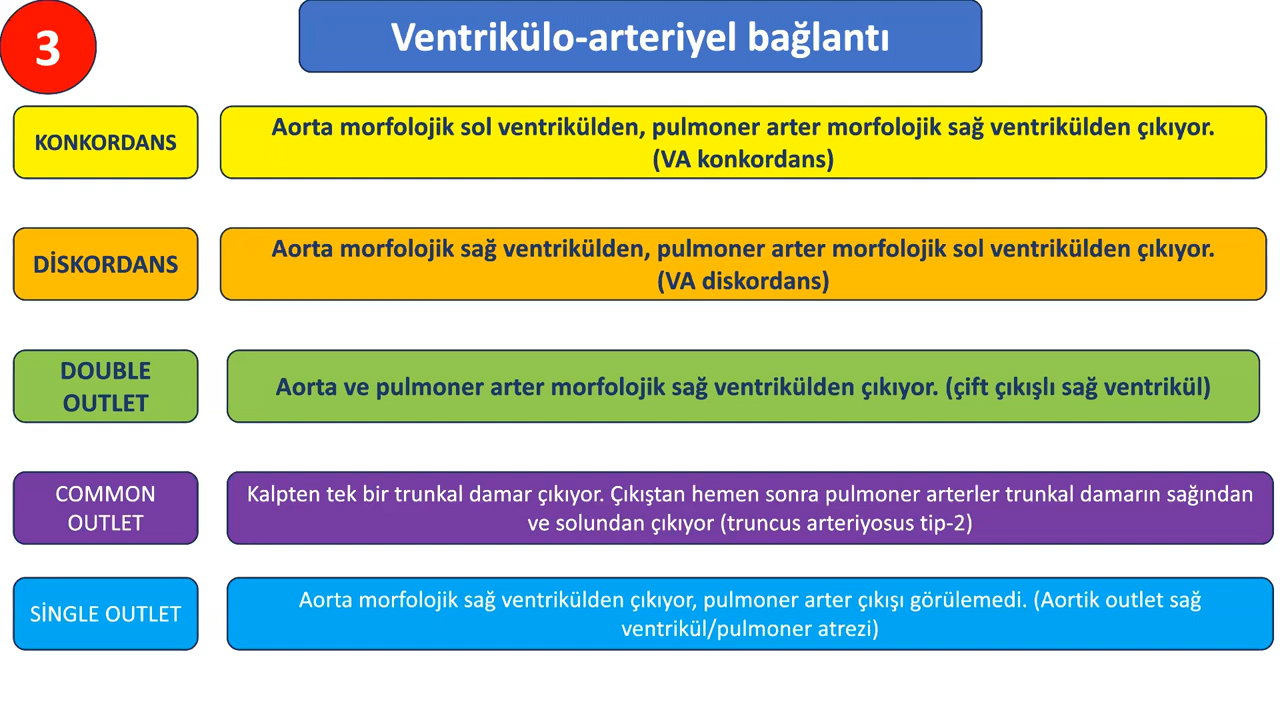 3
Ventrikülo-arteriyel bağlantı
KONKORDANS
Aorta morfolojik sol ventrikülden, pulmoner arter morfolojik sağ ventrikülden çıkıyor.
(VA konkordans)
DİSKORDANS
Aorta morfolojik sağ ventrikülden, pulmoner arter morfolojik sol ventrikülden çıkıyor.
(VA diskordans)
DOUBLE
OUTLET
Aorta ve pulmoner arter morfolojik sağ ventrikülden çıkıyor. (çift çıkışlı sağ ventrikül)
COMMON
OUTLET
Kalpten tek bir trunkal damar çıkıyor. Çıkıştan hemen sonra pulmoner arterler trunkal damarın sağından
ve solundan çıkıyor (truncus arteriyosus tip-2)
SİNGLE OUTLET
Aorta morfolojik sağ ventrikülden çıkıyor, pulmoner arter çıkışı görülemedi. (Aortik outlet sağ
ventrikül/pulmoner atrezi)